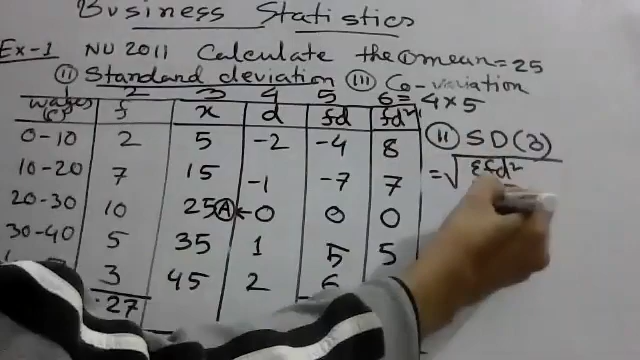 Business Statistics
Ex-1 NU 2011 Calculate the ① mean = 25
Ⅱ Standard deviation Ⅲ Co-variation
1 2 3 4 5 6 = 4×5
wages f x d fd fd²
0-10 2 5 -2 -4 8
10-20 7 15 -1 -7 7
20-30 10 25 A ← 0 0 0
30-40 5 35 1 5 5
3 45 2 6
27
Ⅱ SD(
= √Σfd²